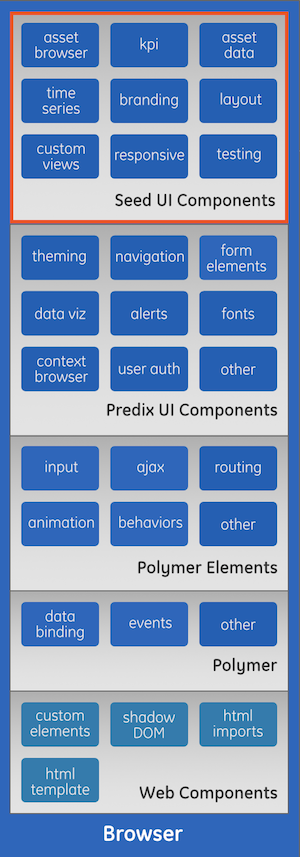 asset browser
kpi
asset data
time series
branding
layout
custom views
responsive
testing
Seed UI Components
theming
navigation
form elements
data viz
alerts
fonts
context browser
user auth
other
Predix UI Components
input
ajax
routing
animation
behaviors
other
Polymer Elements
data binding
events
other
Polymer
custom elements
shadow DOM
html imports
html template
Web Components
Browser